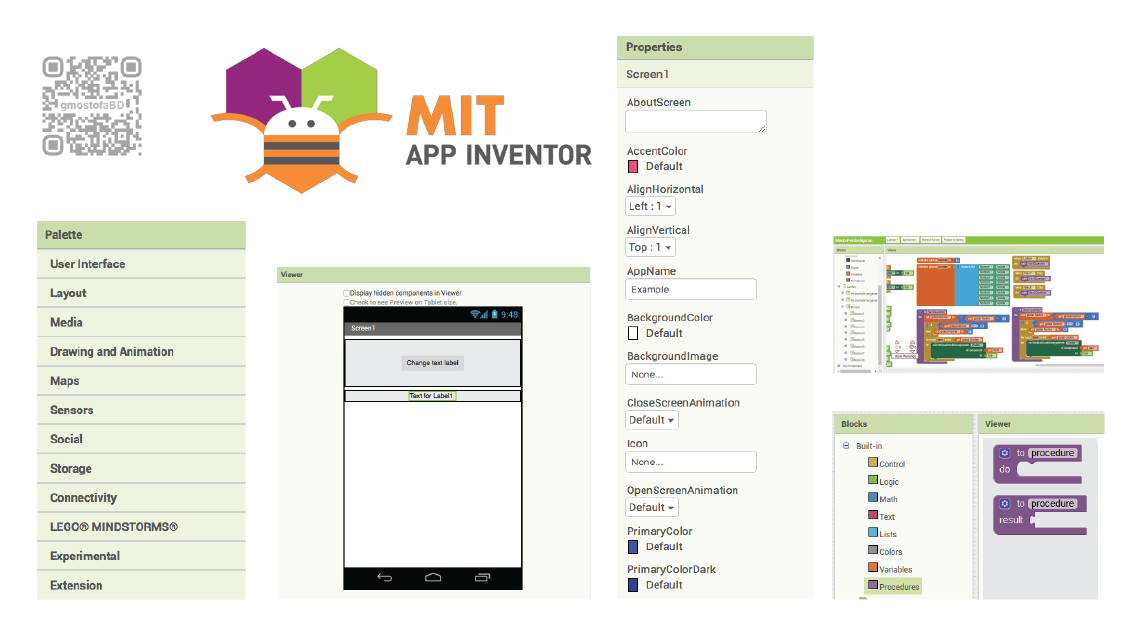 gmostofaBD
MIT
APP INVENTOR
Palette
User Interface
Layout
Media
Drawing and Animation
Maps
Sensors
Social
Storage
Connectivity
LEGO® MINDSTORMS®
Experimental
Extension
Viewer
Display hidden components in Viewer
Check to see Preview on Tablet size.
9:48
Screen1
Change text label
Text for Label1
Properties
Screen1
AboutScreen
AccentColor
Default
AlignHorizontal
Left : 1
AlignVertical
Top : 1
AppName
Example
BackgroundColor
Default
BackgroundImage
None...
CloseScreenAnimation
Default
Icon
None...
OpenScreenAnimation
Default
PrimaryColor
Default
PrimaryColorDark
Default
Blocks
Viewer
Built-in
Control
Logic
Math
Text
Lists
Colors
Variables
Procedures
to procedure
do
to procedure
result